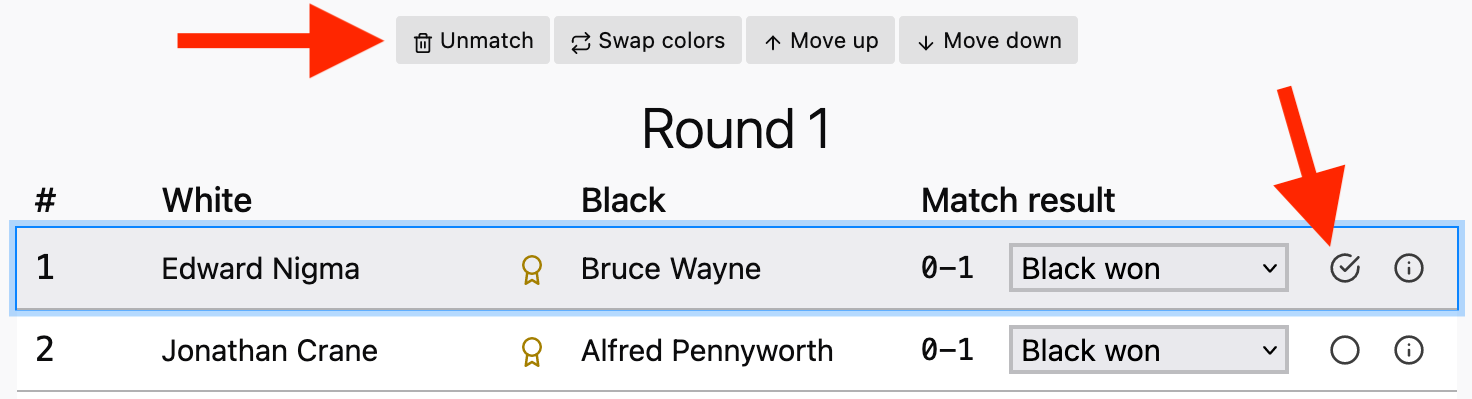 Unmatch Swap colors Move up Move down
Round 1
# White Black Match result
1 Edward Nigma Bruce Wayne 0–1 Black won
2 Jonathan Crane Alfred Pennyworth 0–1 Black won